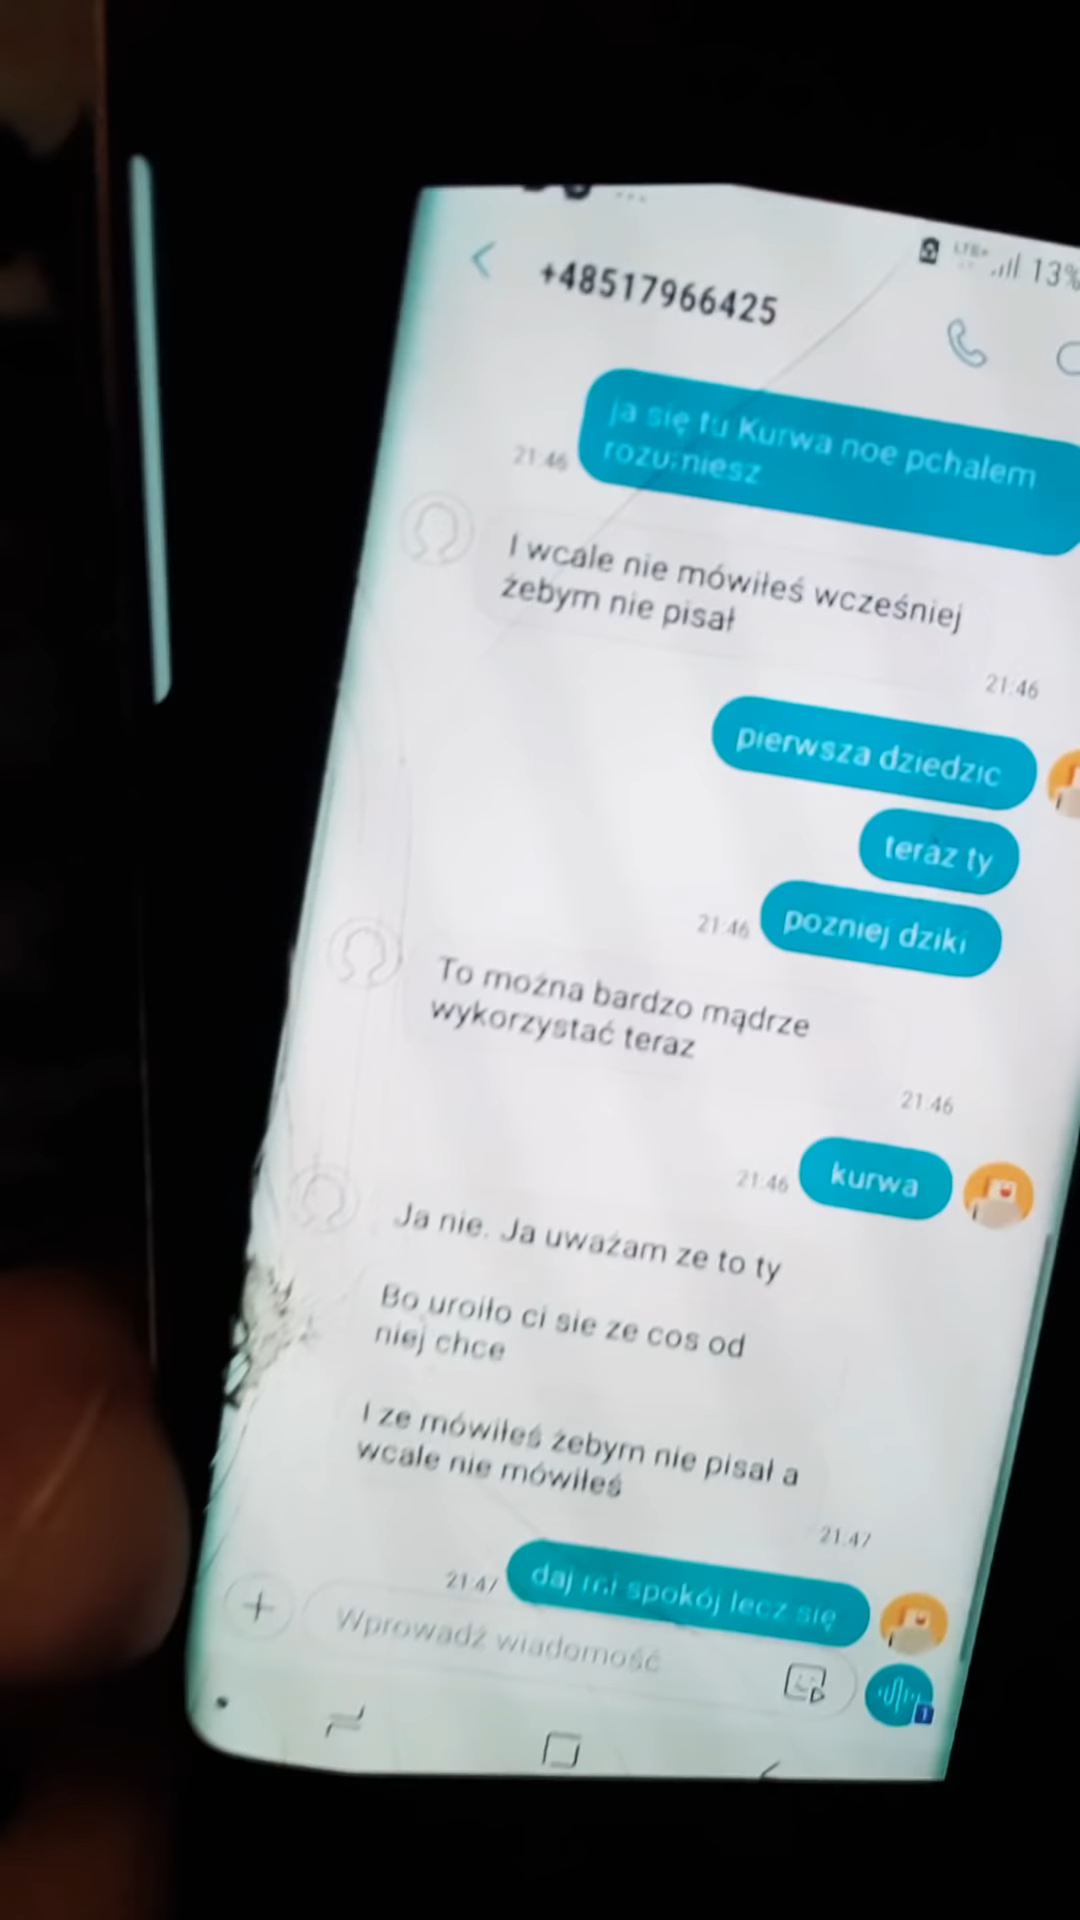 LTE+
13%
+48517966425
ja się tu Kurwa noe pchalem
rozumniesz
21:46
I wcale nie mówiłeś wcześniej
żebym nie pisał
21:46
pierwsza dziedzic
teraz ty
pozniej dziki
21:46
To można bardzo mądrze
wykorzystać teraz
21:46
kurwa
21:46
Ja nie. Ja uważam ze to ty
Bo uroiło ci sie ze cos od
niej chce
I ze mówiłeś żebym nie pisał a
wcale nie mówiłeś
21:47
daj mi spokój lecz się
21:47
Wprowadź wiadomość
1